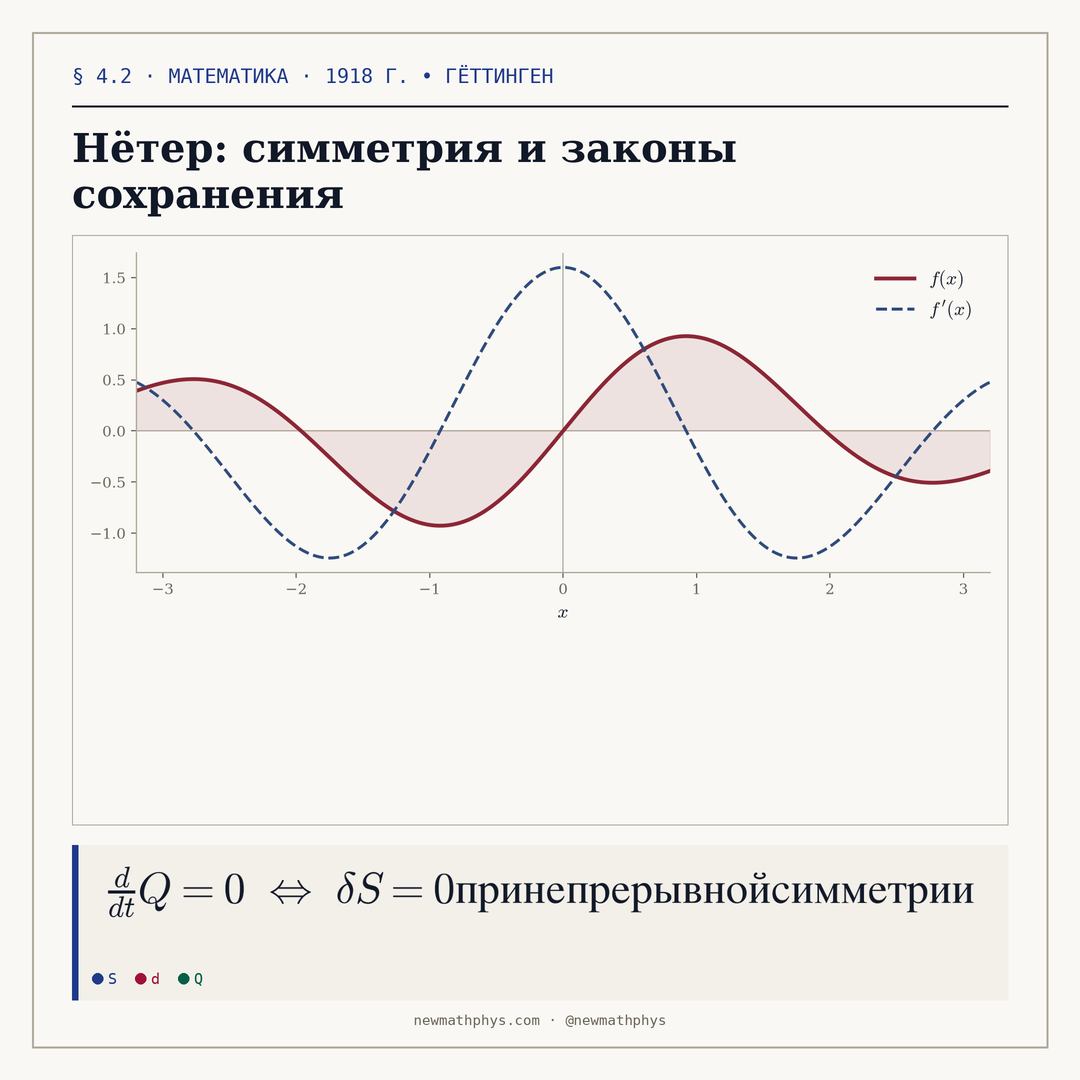 § 4.2 · МАТЕМАТИКА · 1918 Г. • ГЁТТИНГЕН
Нётер: симметрия и законы
сохранения
1.5
1.0
0.5
0.0
−0.5
−1.0
f(x)
f′(x)
−3 −2 −1 0 1 2 3
x
d/dt Q = 0 ⇔ δS = 0принепрерывнойсимметрии
S d Q
newmathphys.com · @newmathphys